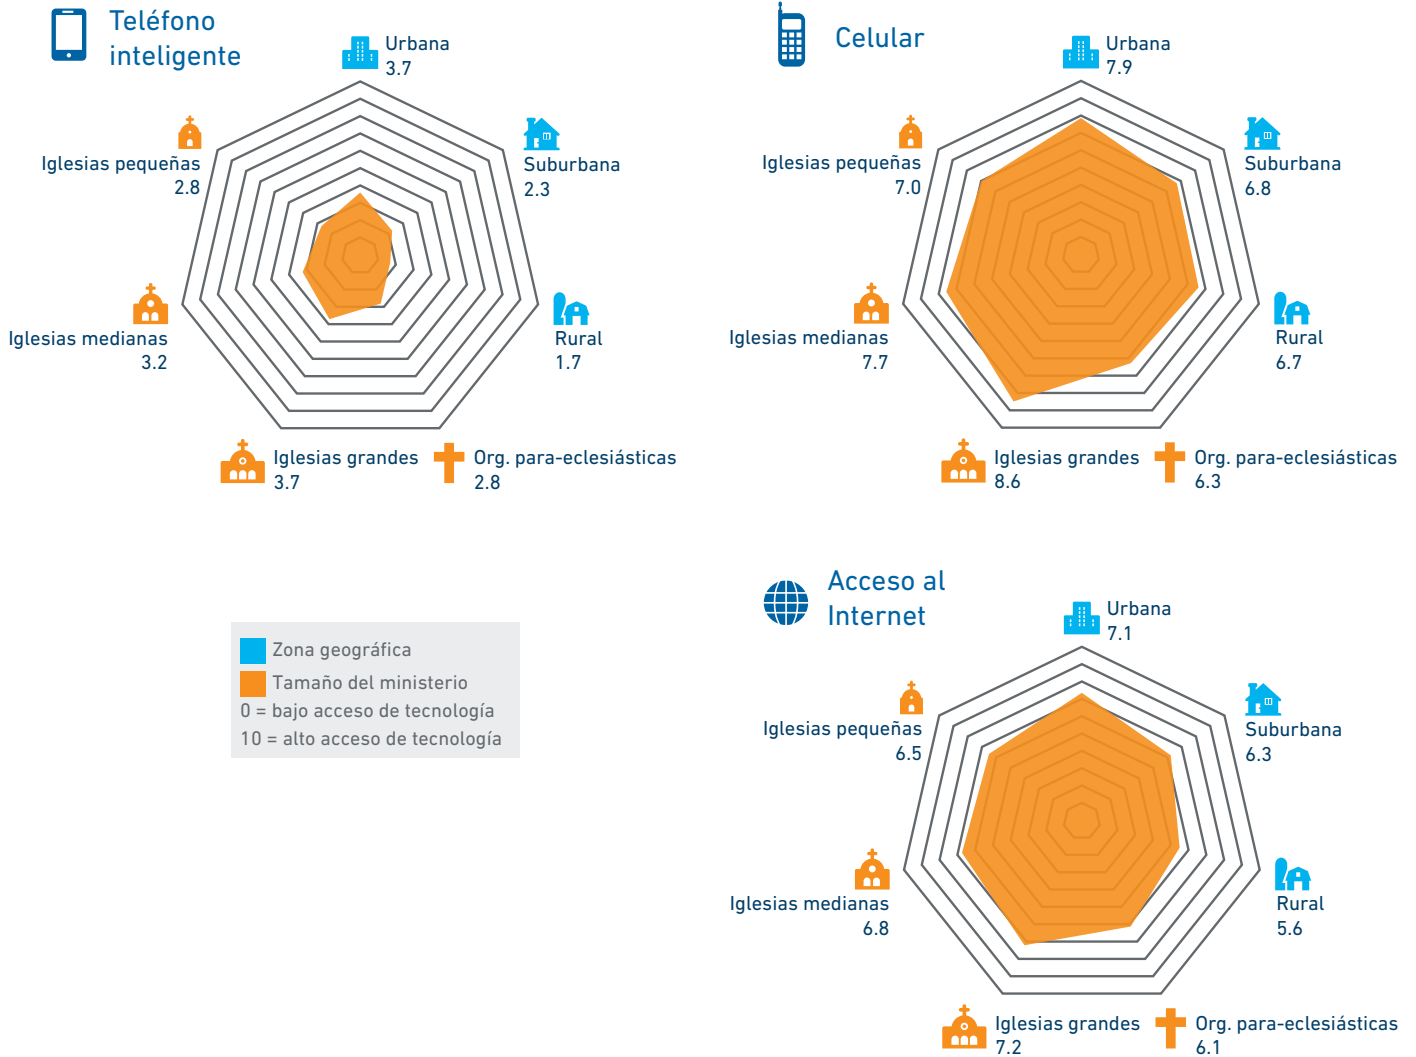 Teléfono
inteligente
Urbana
3.7
Iglesias pequeñas
2.8
Suburbana
2.3
Iglesias medianas
3.2
Rural
1.7
Iglesias grandes
3.7
Org. para-eclesiásticas
2.8
Celular
Urbana
7.9
Iglesias pequeñas
7.0
Suburbana
6.8
Iglesias medianas
7.7
Rural
6.7
Iglesias grandes
8.6
Org. para-eclesiásticas
6.3
Zona geográfica
Tamaño del ministerio
0 = bajo acceso de tecnología
10 = alto acceso de tecnología
Acceso al
Internet
Urbana
7.1
Iglesias pequeñas
6.5
Suburbana
6.3
Iglesias medianas
6.8
Rural
5.6
Iglesias grandes
7.2
Org. para-eclesiásticas
6.1